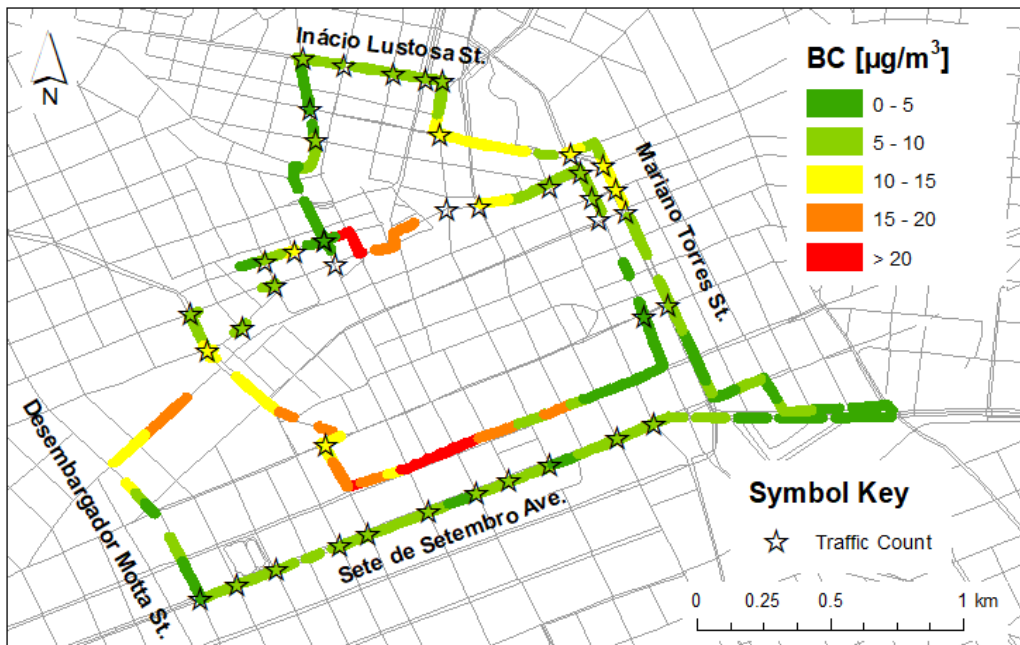 Inácio Lustosa St.
N
BC [µg/m³]
0 - 5
5 - 10
10 - 15
15 - 20
> 20
Mariano Torres St.
Desembargador Motta St.
Sete de Setembro Ave.
Symbol Key
Traffic Count
0 0.25 0.5 1 km